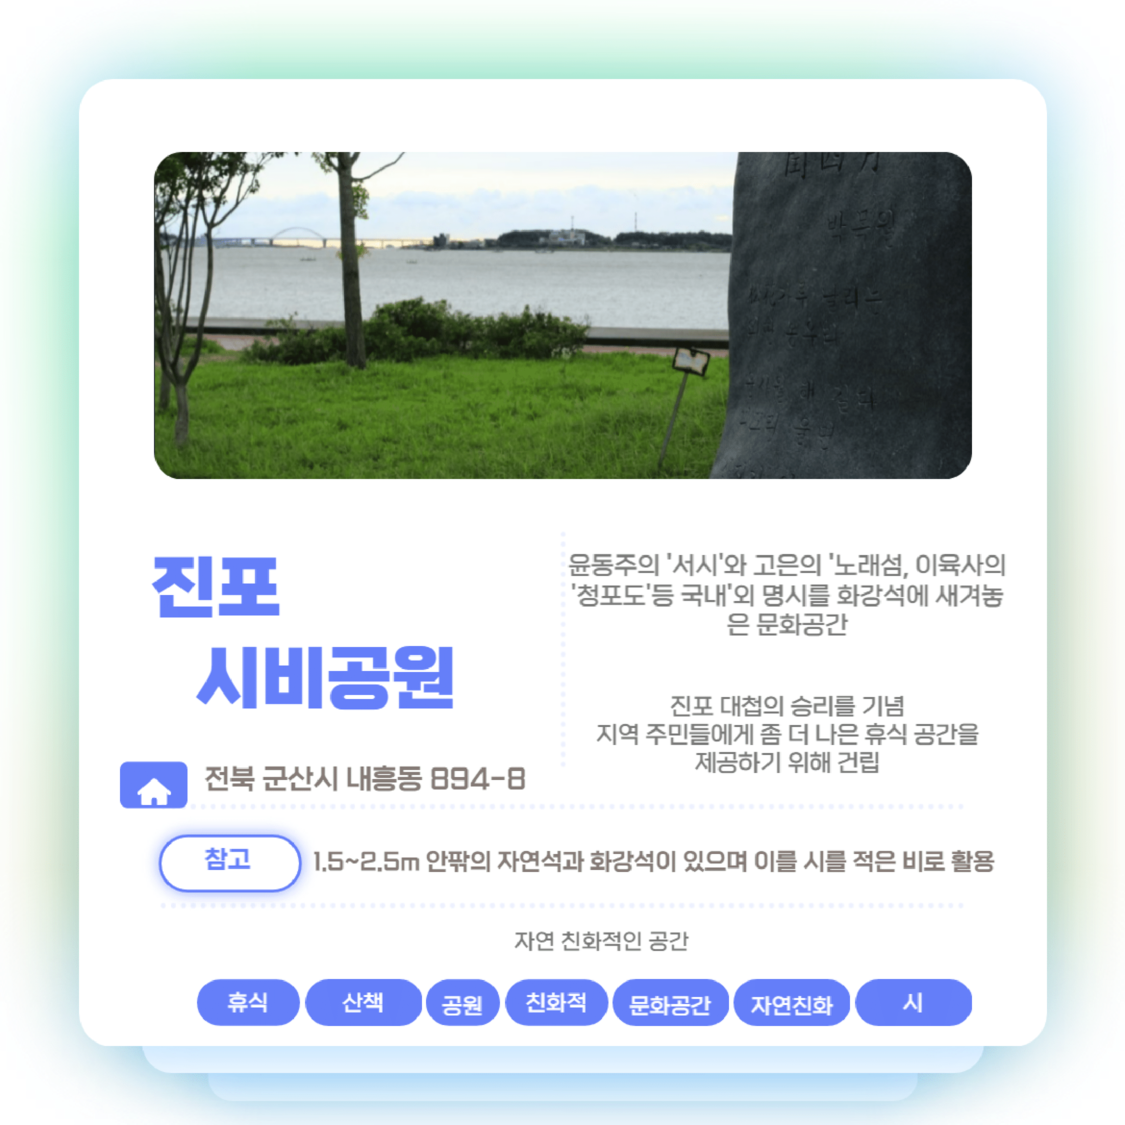 박
진포
시비공원
윤동주의 '서시'와 고은의 '노래섬, 이육사의
'청포도'등 국내'외 명시를 화강석에 새겨놓
은 문화공간
진포 대첩의 승리를 기념
지역 주민들에게 좀 더 나은 휴식 공간을
제공하기 위해 건립
전북 군산시 내흥동 894-8
참고 1.5~2.5m 안팎의 자연석과 화강석이 있으며 이를 시를 적은 비로 활용
자연 친화적인 공간
휴식 산책 공원 친화적 문화공간 자연친화 시